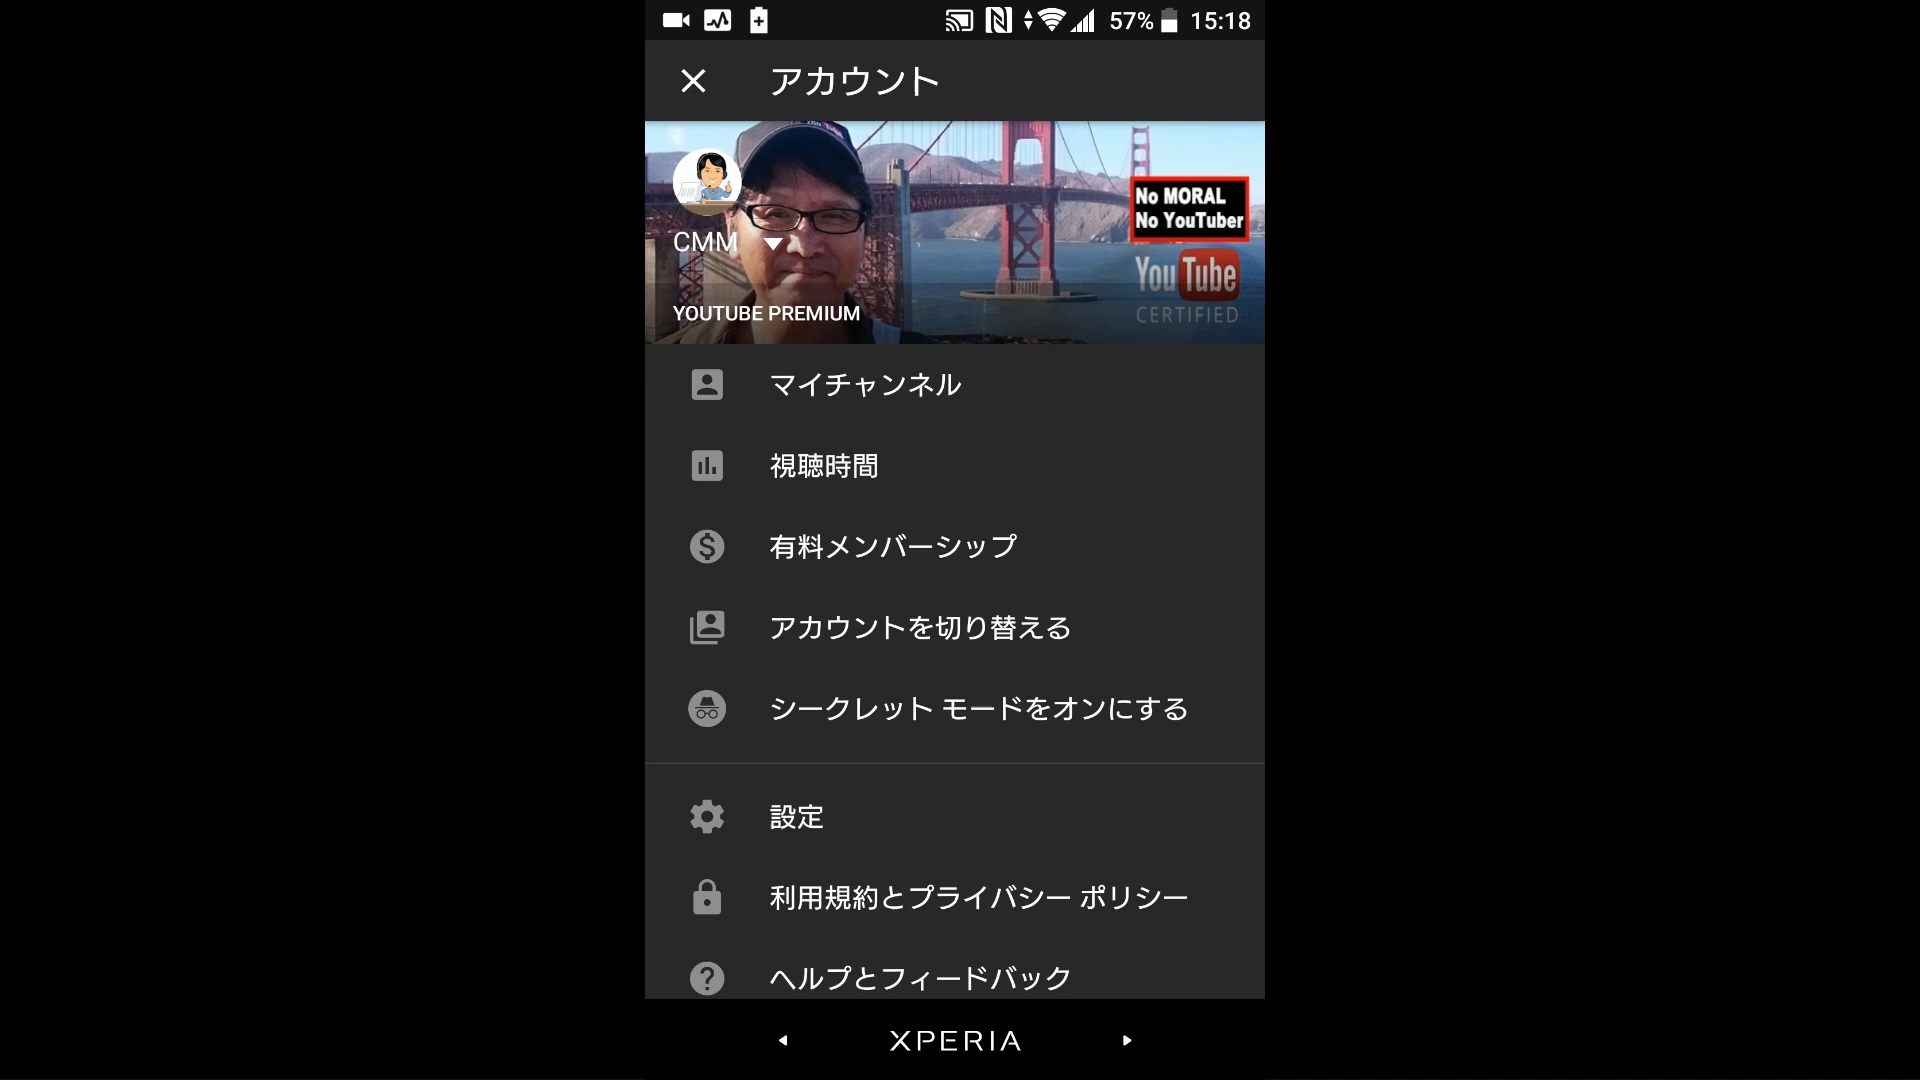 57% 15:18
アカウント
No MORAL
No YouTuber
CMM
YouTube
CERTIFIED
YOUTUBE PREMIUM
マイチャンネル
視聴時間
有料メンバーシップ
アカウントを切り替える
シークレット モードをオンにする
設定
利用規約とプライバシー ポリシー
ヘルプとフィードバック
XPERIA